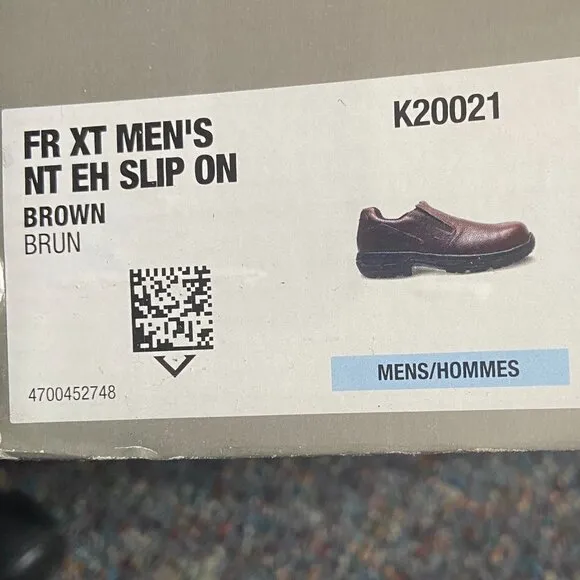 FR XT MEN'S
NT EH SLIP ON
BROWN
BRUN
K20021
4700452748
MENS/HOMMES